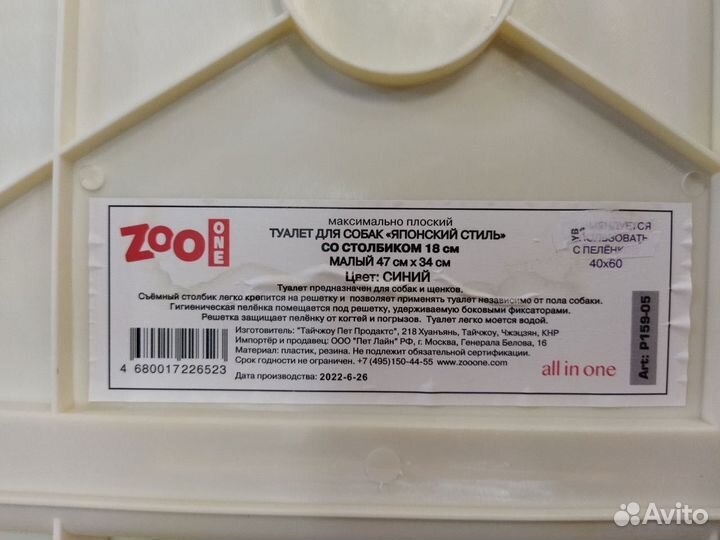 ZOO ONE
максимально плоский
ТУАЛЕТ ДЛЯ СОБАК «ЯПОНСКИЙ СТИЛЬ»
СО СТОЛБИКОМ 18 см
МАЛЫЙ 47 см х 34 см
Цвет: СИНИЙ
С ПЕЛЁНК
40х60
Туалет предназначен для собак и щенков.
Съёмный столбик легко крепится на решетку и позволяет применять туалет независимо от пола собаки.
Гигиеническая пелёнка помещается под решетку, удерживаемую боковыми фиксаторами.
Решетка защищает пелёнку от когтей и погрызов. Туалет легко моется водой.
Изготовитель: "Тайчжоу Пет Продактс", 218 Хуанъянь, Тайчжоу, Чжэцзян, КНР
Импортёр и продавец: ООО "Пет Лайн" РФ, г. Москва, Генерала Белова, 16
Материал: пластик, резина. Не подлежит обязательной сертификации.
Срок годности не ограничен. +7 (495)150-44-55 www.zooone.com
Дата производства: 2022-6-26
4 680017226523
all in one
Art: P159-05
Avito